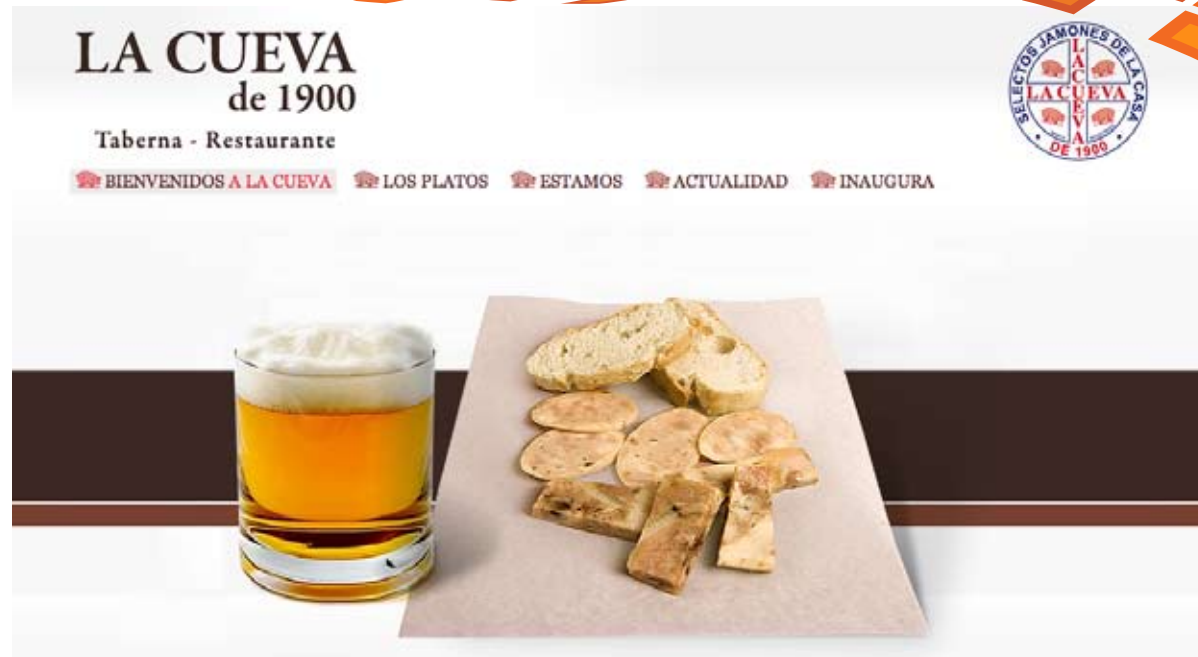 LA CUEVA
de 1900
Taberna - Restaurante
BIENVENIDOS A LA CUEVA LOS PLATOS ESTAMOS ACTUALIDAD INAUGURA
SELECTOS JAMONES DE LA CASA
LA CUEVA
LA CUEVA
DE 1900